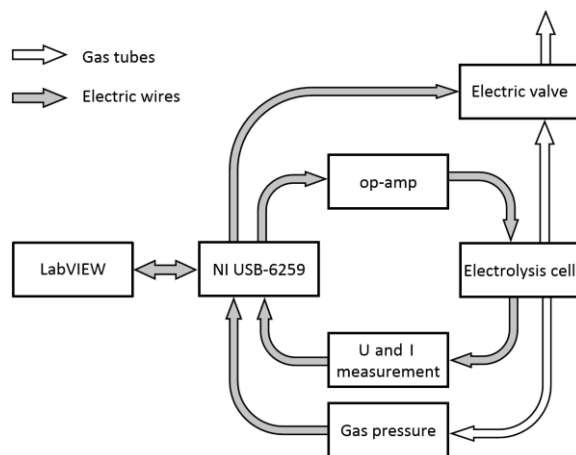 Gas tubes
Electric wires
Electric valve
op-amp
LabVIEW
NI USB-6259
Electrolysis cell
U and I
measurement
Gas pressure